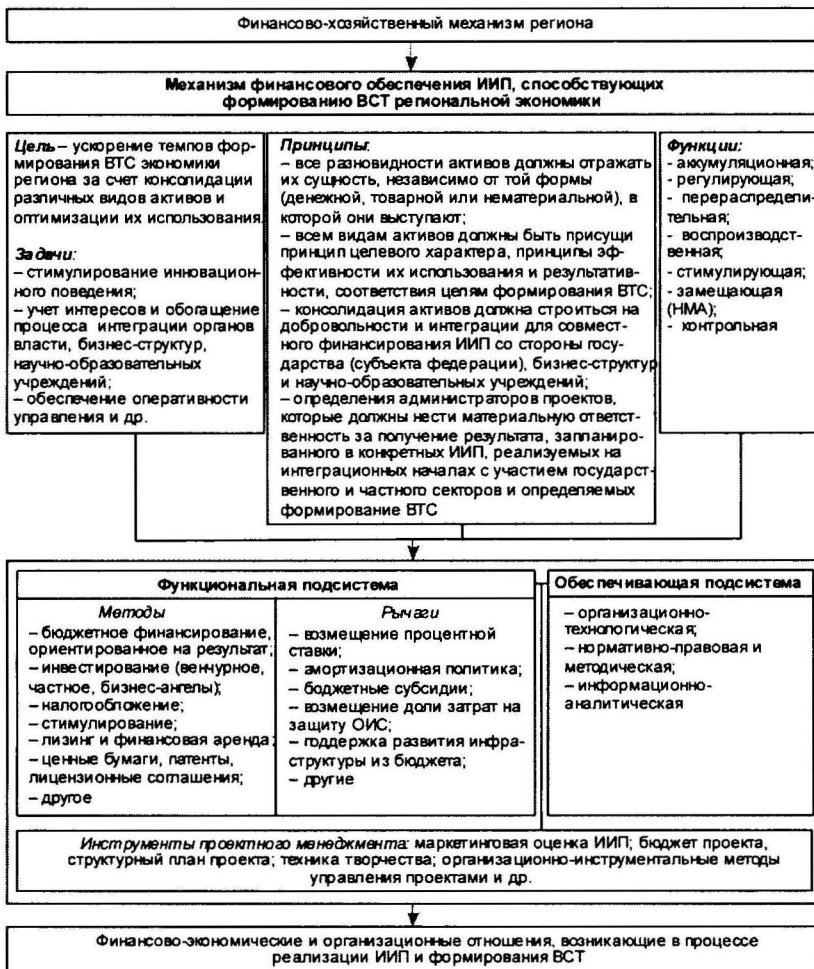 Финансово-хозяйственный механизм региона
Механизм финансового обеспечения ИИП, способствующих
формированию ВСТ региональной экономики
Цель – ускорение темпов фор-
мирования ВТС экономики
региона за счет консолидации
различных видов активов и
оптимизации их использования.
Задачи:
– стимулирование инновацион-
ного поведения;
– учет интересов и обогащение
процесса интеграции органов
власти, бизнес-структур,
научно-образовательных
учреждений;
– обеспечение оперативности
управления и др.
Принципы:
– все разновидности активов должны отражать
их сущность, независимо от той формы
(денежной, товарной или нематериальной), в
которой они выступают;
– всем видам активов должны быть присущи
принцип целевого характера, принципы эф-
фективности их использования и результатив-
ности, соответствия целям формирования ВТС;
– консолидация активов должна строиться на
добровольности и интеграции для совмест-
ного финансирования ИИП со стороны госу-
дарства (субъекта федерации), бизнес-структур
и научно-образовательных учреждений;
– определения администраторов проектов,
которые должны нести материальную ответст-
венность за получение результата, запланиро-
ванного в конкретных ИИП, реализуемых на
интеграционных началах с участием государст-
венного и частного секторов и определяемых
формирование ВТС
Функции:
- аккумуляционная;
- регулирующая;
- перераспредели-
тельная;
- воспроизводст-
венная;
- стимулирующая;
- замещающая
(НМА);
- контрольная
Функциональная подсистема
Методы
– бюджетное финансирование,
ориентированное на результат;
– инвестирование (венчурное,
частное, бизнес-ангелы);
– налогообложение;
– стимулирование;
– лизинг и финансовая аренда;
– ценные бумаги, патенты,
лицензионные соглашения;
– другое
Рычаги
– возмещение процентной
ставки;
– амортизационная политика;
– бюджетные субсидии;
– возмещение доли затрат на
защиту ОИС;
– поддержка развития инфра-
структуры из бюджета;
– другие
Обеспечивающая подсистема
– организационно-
технологическая;
– нормативно-правовая и
методическая;
– информационно-
аналитическая
Инструменты проектного менеджмента: маркетинговая оценка ИИП; бюджет проекта,
структурный план проекта; техника творчества; организационно-инструментальные методы
управления проектами и др.
Финансово-экономические и организационные отношения, возникающие в процессе
реализации ИИП и формирования ВСТ